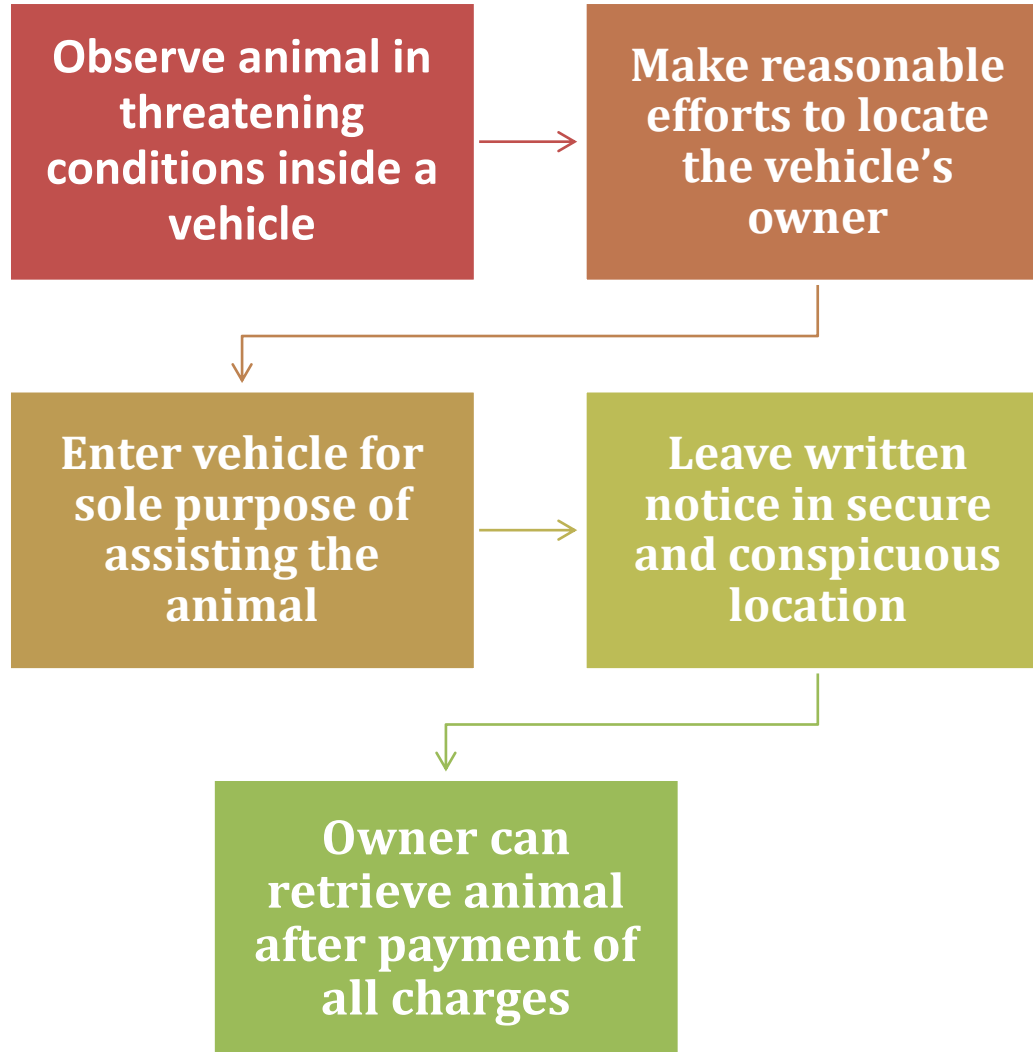 Observe animal in
threatening
conditions inside a
vehicle
Make reasonable
efforts to locate
the vehicle’s
owner
Enter vehicle for
sole purpose of
assisting the
animal
Leave written
notice in secure
and conspicuous
location
Owner can
retrieve animal
after payment of
all charges